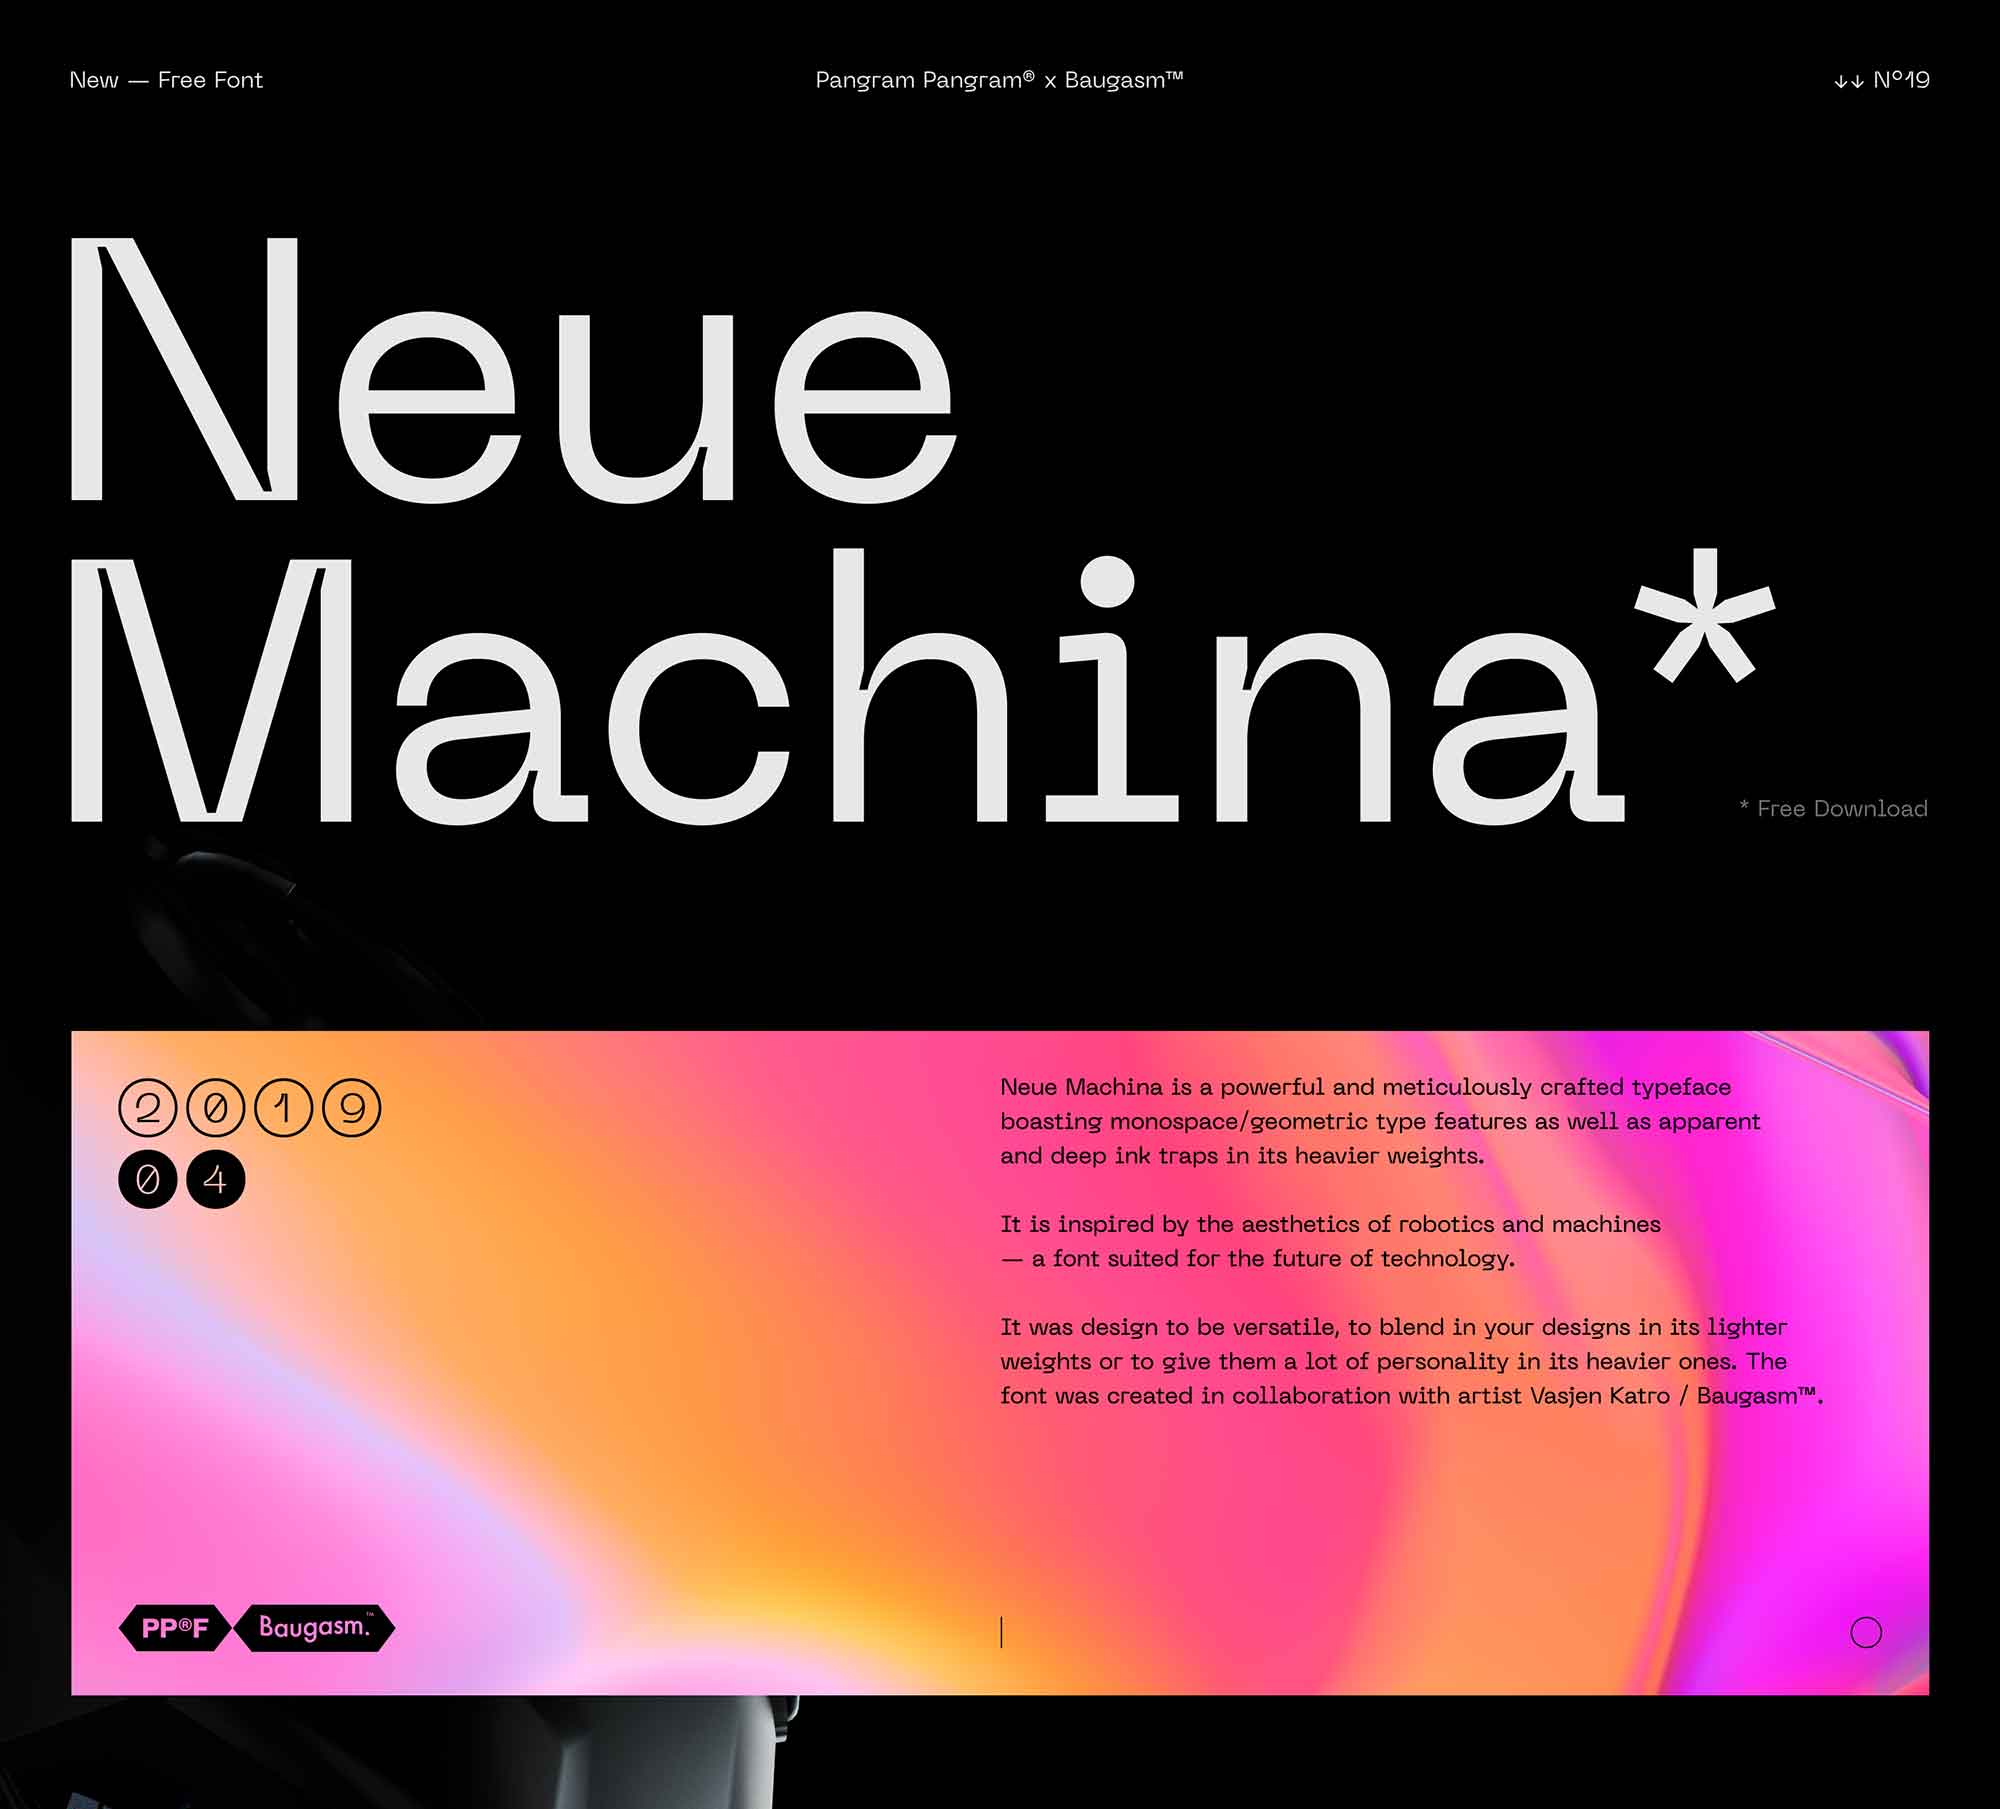 New — Free Font
Pangram Pangram® x Baugasm™
↓↓ Nº19
Neue
Machina*
* Free Download
2019
04
Neue Machina is a powerful and meticulously crafted typeface
boasting monospace/geometric type features as well as apparent
and deep ink traps in its heavier weights.
It is inspired by the aesthetics of robotics and machines
— a font suited for the future of technology.
It was design to be versatile, to blend in your designs in its lighter
weights or to give them a lot of personality in its heavier ones. The
font was created in collaboration with artist Vasjen Katro / Baugasm™.
PP®F
Baugasm.™